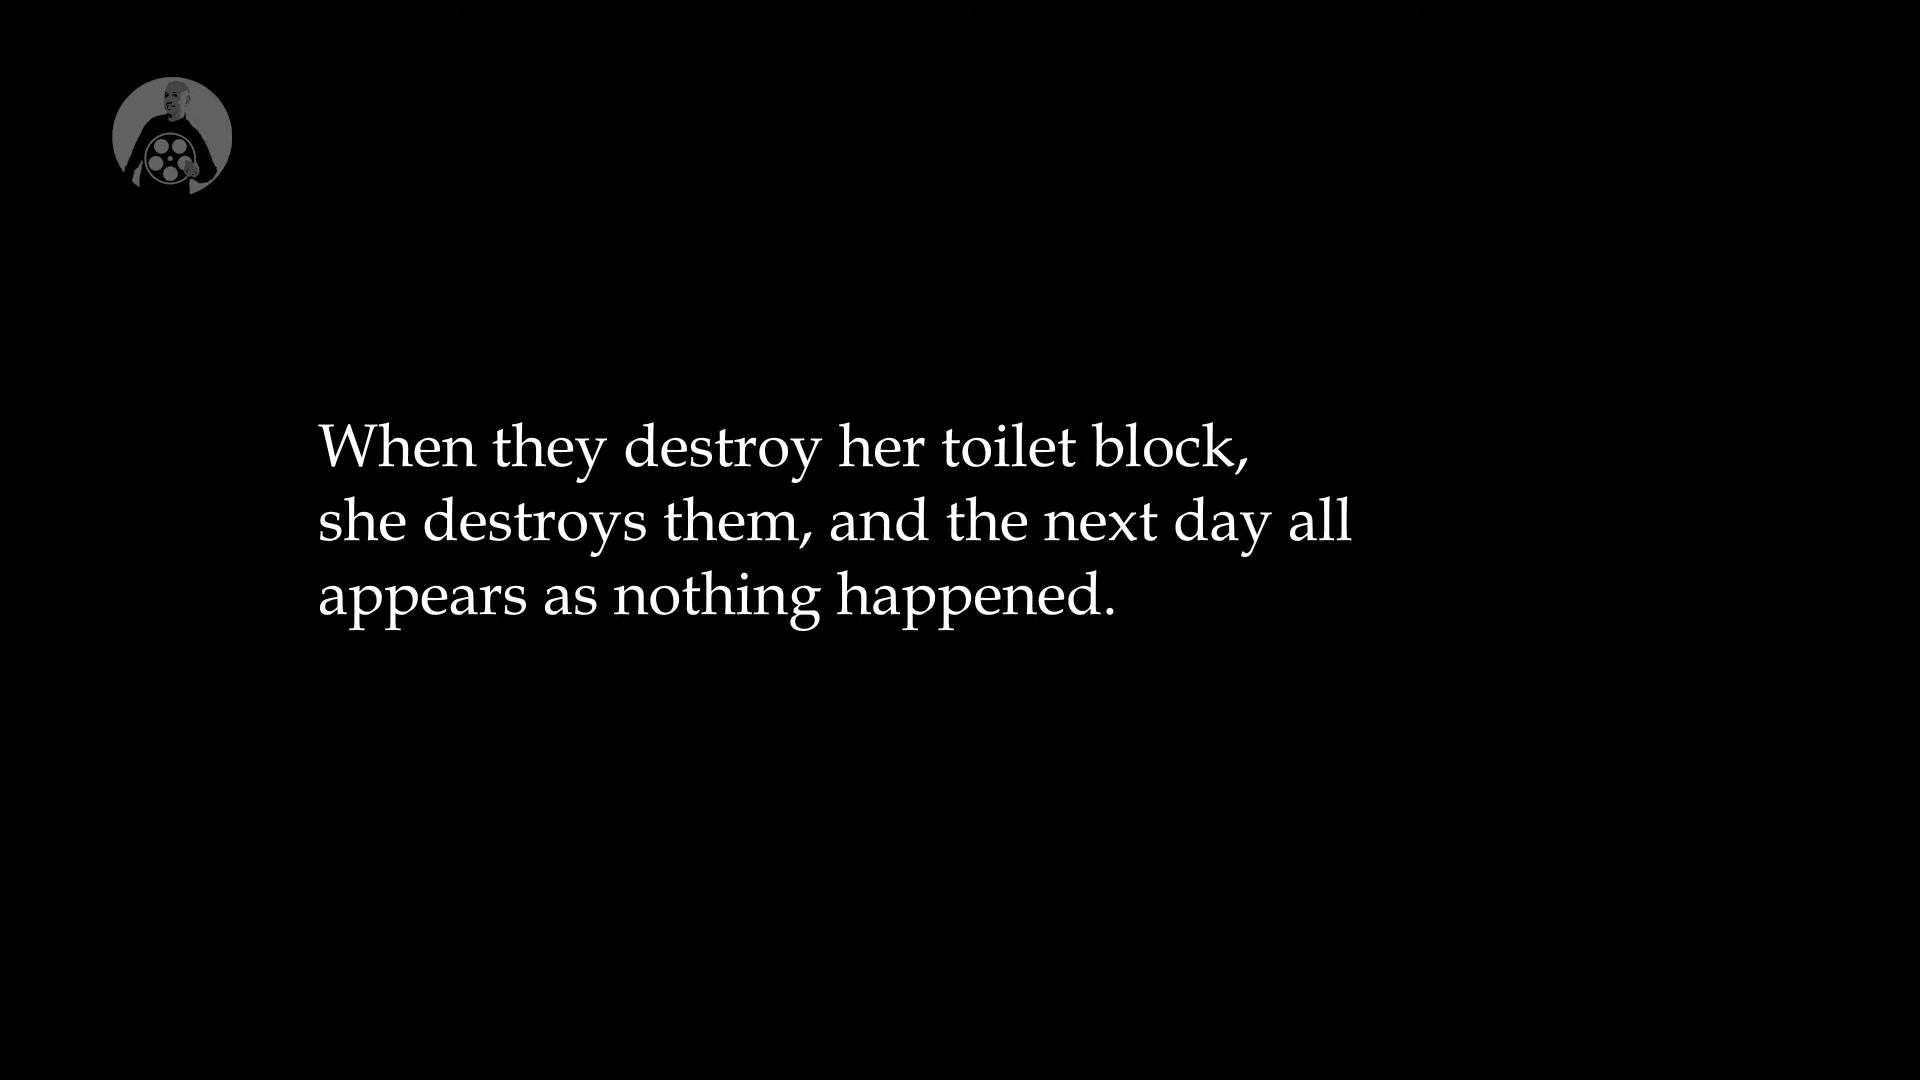 When they destroy her toilet block,
she destroys them, and the next day all
appears as nothing happened.